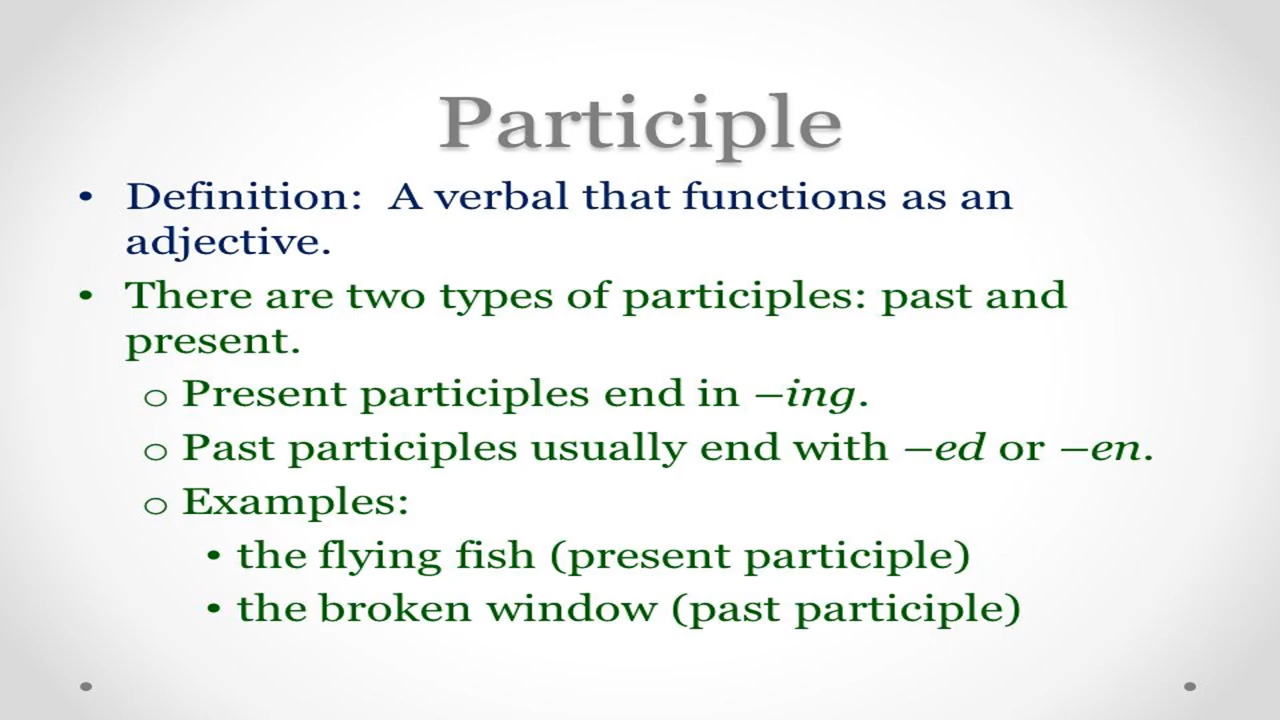 Participle
• Definition:  A verbal that functions as an
adjective.
• There are two types of participles: past and
present.
o Present participles end in –ing.
o Past participles usually end with –ed or –en.
o Examples:
• the flying fish (present participle)
• the broken window (past participle)